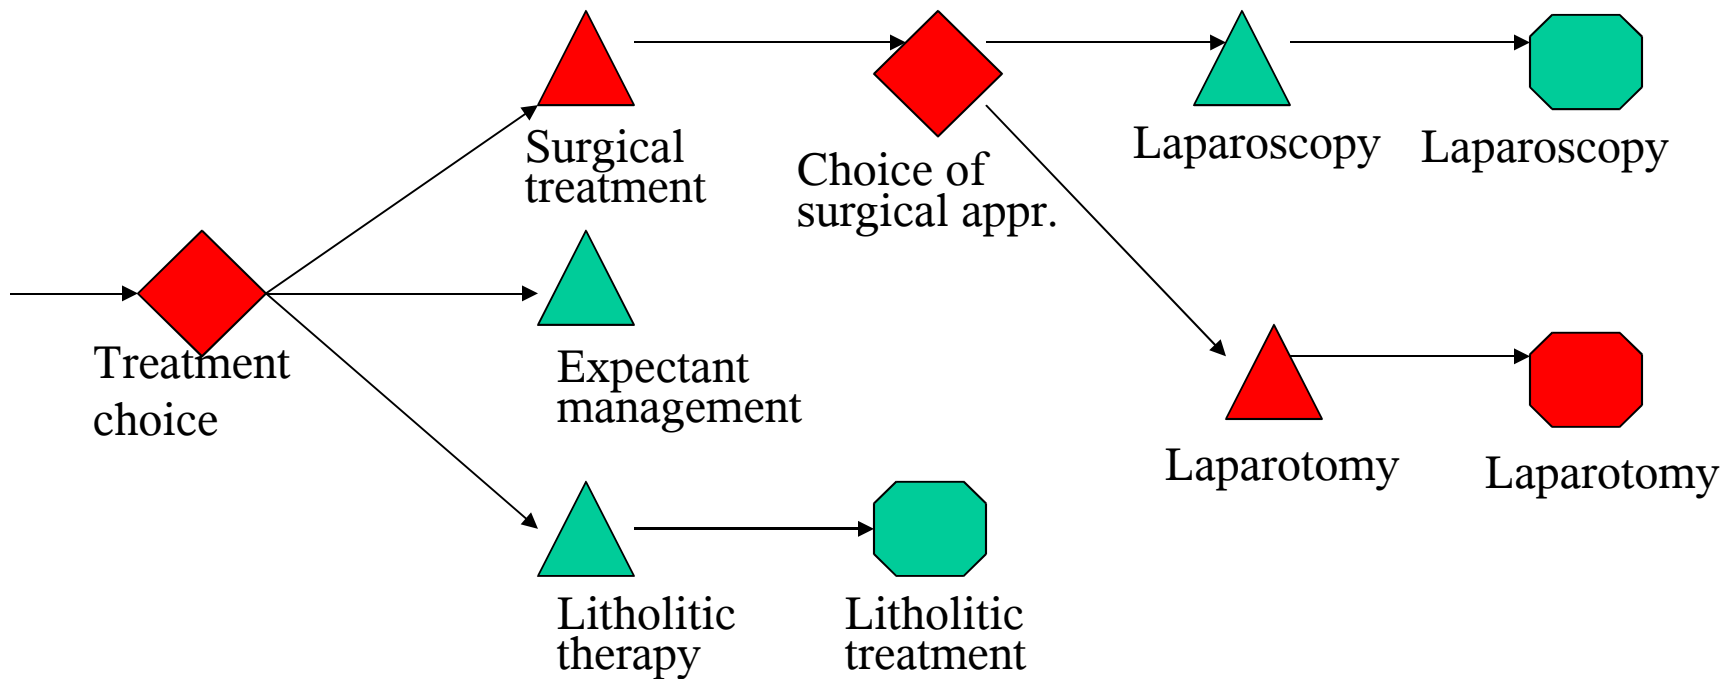 Surgical
treatment
Choice of
surgical appr.
Laparoscopy
Laparoscopy
Treatment
choice
Expectant
management
Laparotomy
Laparotomy
Litholitic
therapy
Litholitic
treatment